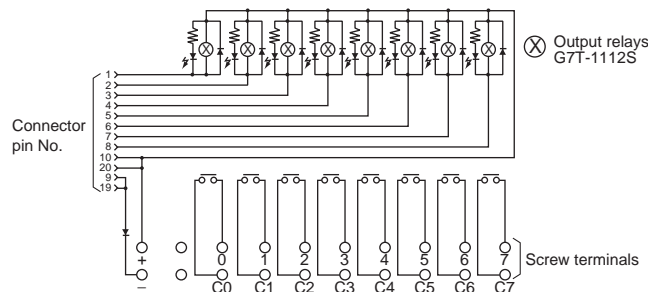 Output relays
G7T-1112S
Connector
pin No.
1
2
3
4
5
6
7
8
10
20
9
19
+ 0 1 2 3 4 5 6 7
− C0 C1 C2 C3 C4 C5 C6 C7
Screw terminals